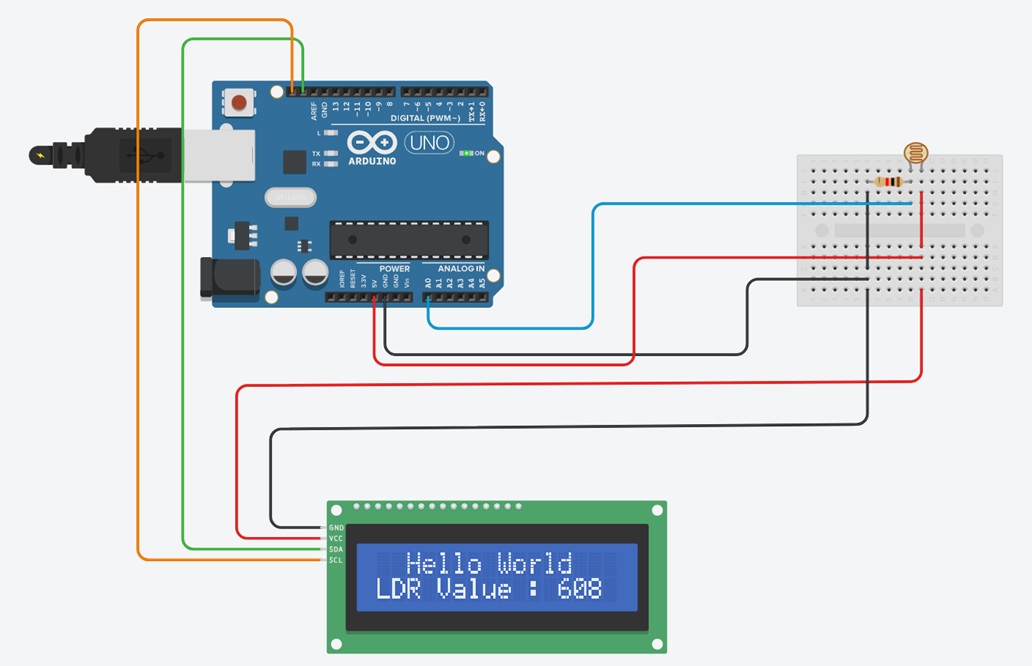 AREF
GND
13
12
~11
~10
~9
8
7
~6
~5
4
~3
2
TX→1
RX←0
DIGITAL (PWM~)
L
TX
RX
UNO
ARDUINO
ON
POWER
ANALOG IN
IOREF
RESET
3.3V
5V
GND
GND
Vin
A0
A1
A2
A3
A4
A5
GND
VCC
SDA
SCL
Hello World
LDR Value : 608